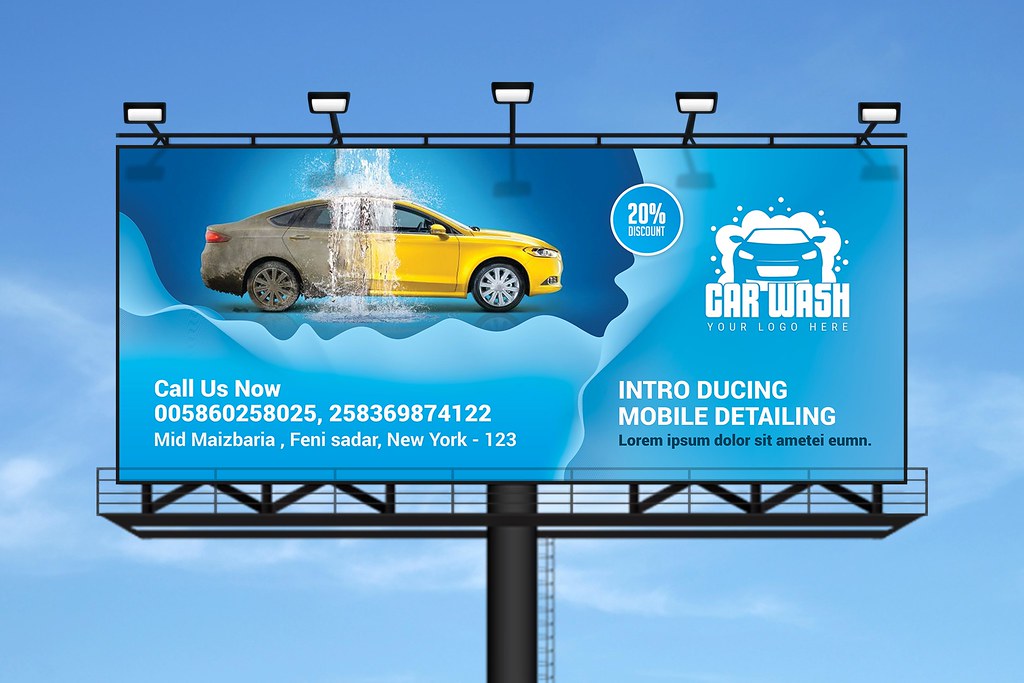 20%
DISCOUNT
CAR WASH
YOUR LOGO HERE
Call Us Now
005860258025, 258369874122
Mid Maizbaria , Feni sadar, New York - 123
INTRO DUCING
MOBILE DETAILING
Lorem ipsum dolor sit ametei eumn.